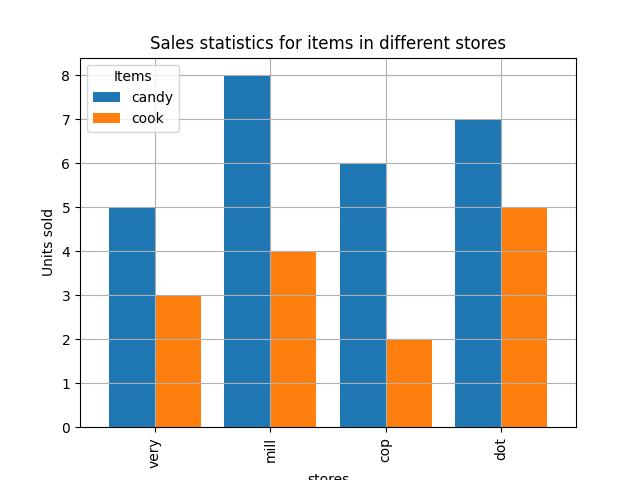 Sales statistics for items in different stores
Items
candy
cook
Units sold
8
7
6
5
4
3
2
1
0
very
mill
cop
dot
stores